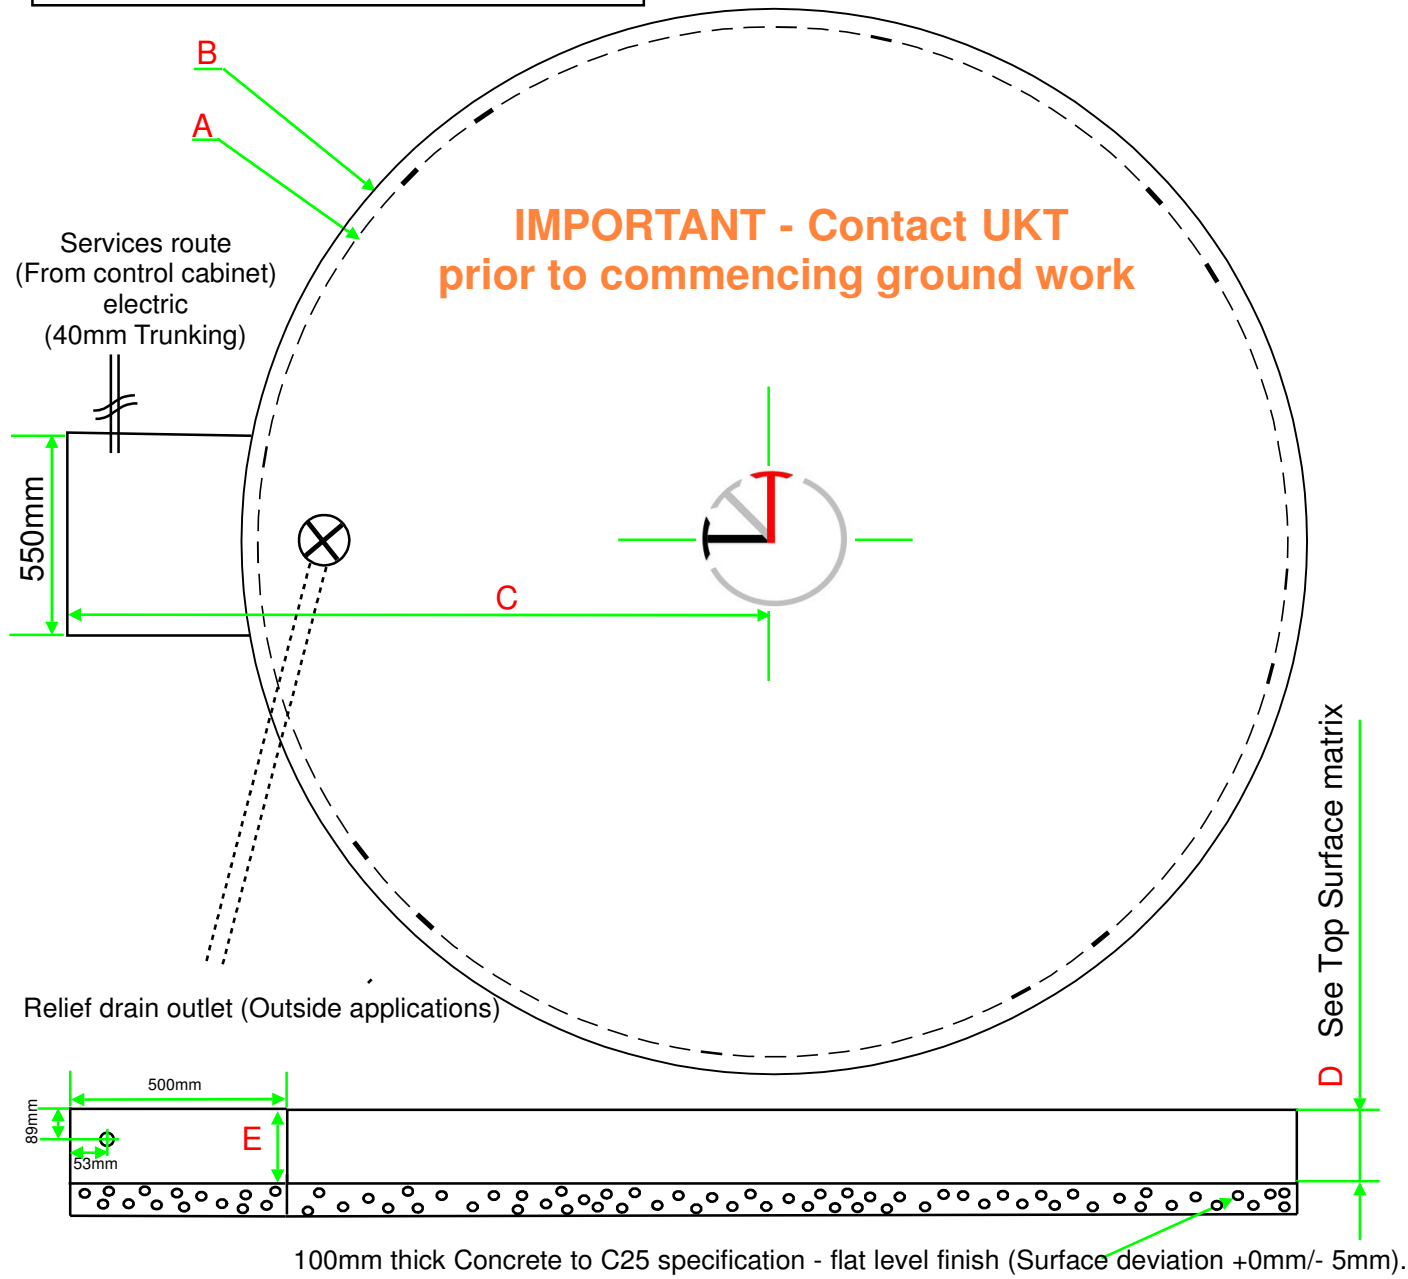 B
A
IMPORTANT - Contact UKT
prior to commencing ground work
Services route
(From control cabinet)
electric
(40mm Trunking)
550mm
C
D See Top Surface matrix
Relief drain outlet (Outside applications)
500mm
89mm
E
53mm
100mm thick Concrete to C25 specification - flat level finish (Surface deviation +0mm/- 5mm).